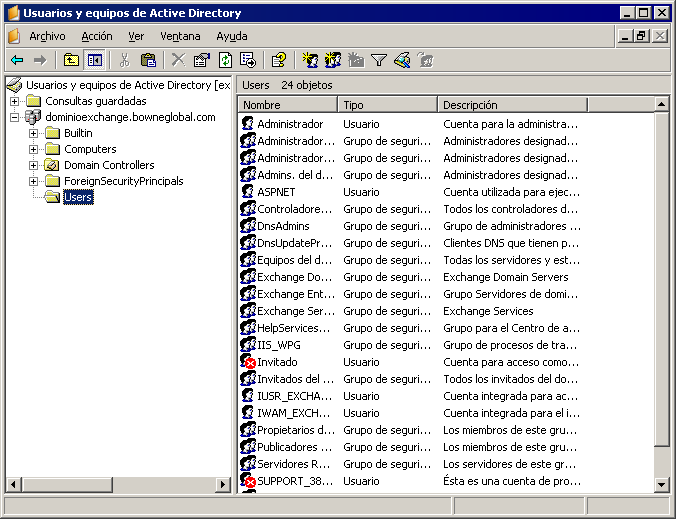 Usuarios y equipos de Active Directory
Archivo Acción Ver Ventana Ayuda
Usuarios y equipos de Active Directory [ex
Consultas guardadas
dominioexchange.bowneglobal.com
Builtin
Computers
Domain Controllers
ForeignSecurityPrincipals
Users
Users 24 objetos
Nombre Tipo Descripción
Administrador Usuario Cuenta para la administra...
Administrador... Grupo de seguri... Administradores designad...
Administrador... Grupo de seguri... Administradores designad...
Admins. del d... Grupo de seguri... Administradores designad...
ASPNET Usuario Cuenta utilizada para ejec...
Controladore... Grupo de seguri... Todos los controladores d...
DnsAdmins Grupo de seguri... Grupo de administradores ...
DnsUpdatePr... Grupo de seguri... Clientes DNS que tienen p...
Equipos del d... Grupo de seguri... Todas los servidores y est...
Exchange Do... Grupo de seguri... Exchange Domain Servers
Exchange Ent... Grupo de seguri... Grupo Servidores de domi...
Exchange Ser... Grupo de seguri... Exchange Services
HelpServices... Grupo de seguri... Grupo para el Centro de a...
IIS_WPG Grupo de seguri... Grupo de procesos de tra...
Invitado Usuario Cuenta para acceso como...
Invitados del ... Grupo de seguri... Todos los invitados del do...
IUSR_EXCHA... Usuario Cuenta integrada para ac...
IWAM_EXCH... Usuario Cuenta integrada para el i...
Propietarios d... Grupo de seguri... Los miembros de este gru...
Publicadores ... Grupo de seguri... Los miembros de este gru...
Servidores R... Grupo de seguri... Los servidores de este gr...
SUPPORT_38... Usuario Ésta es una cuenta de pro...